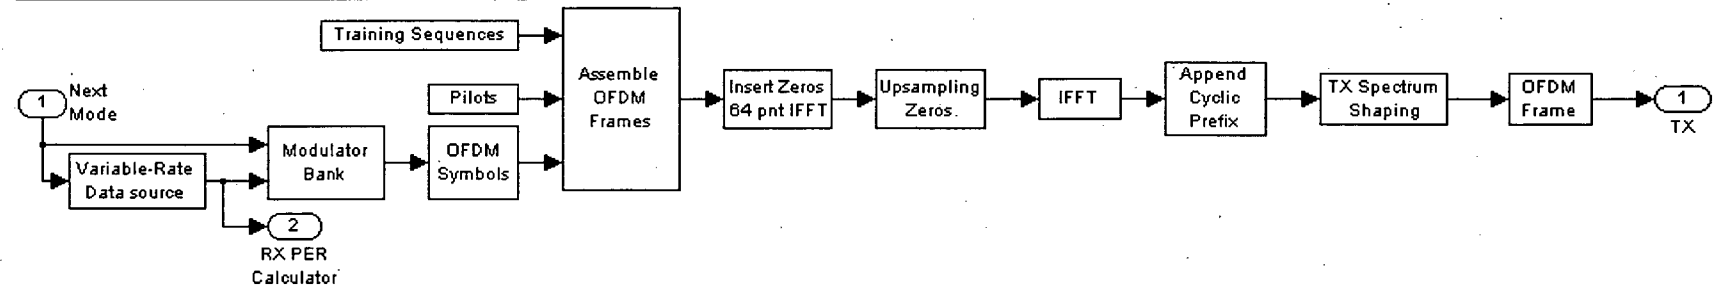 Training Sequences
Pilots
1
Next
Mode
Variable-Rate
Data source
Modulator
Bank
2
RX PER
Calculator
OFDM
Symbols
Assemble
OFDM
Frames
Insert Zeros
64 pnt IFFT
Upsampling
Zeros.
IFFT
Append
Cyclic
Prefix
TX Spectrum
Shaping
OFDM
Frame
1
TX